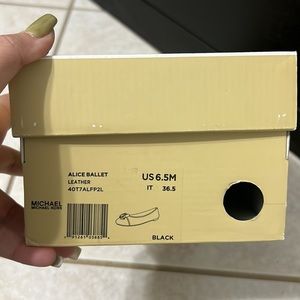 ALICE BALLET
LEATHER
40T7ALFP2L
US 6.5M
IT 36.5
MICHAEL
MICHAEL KORS
BLACK